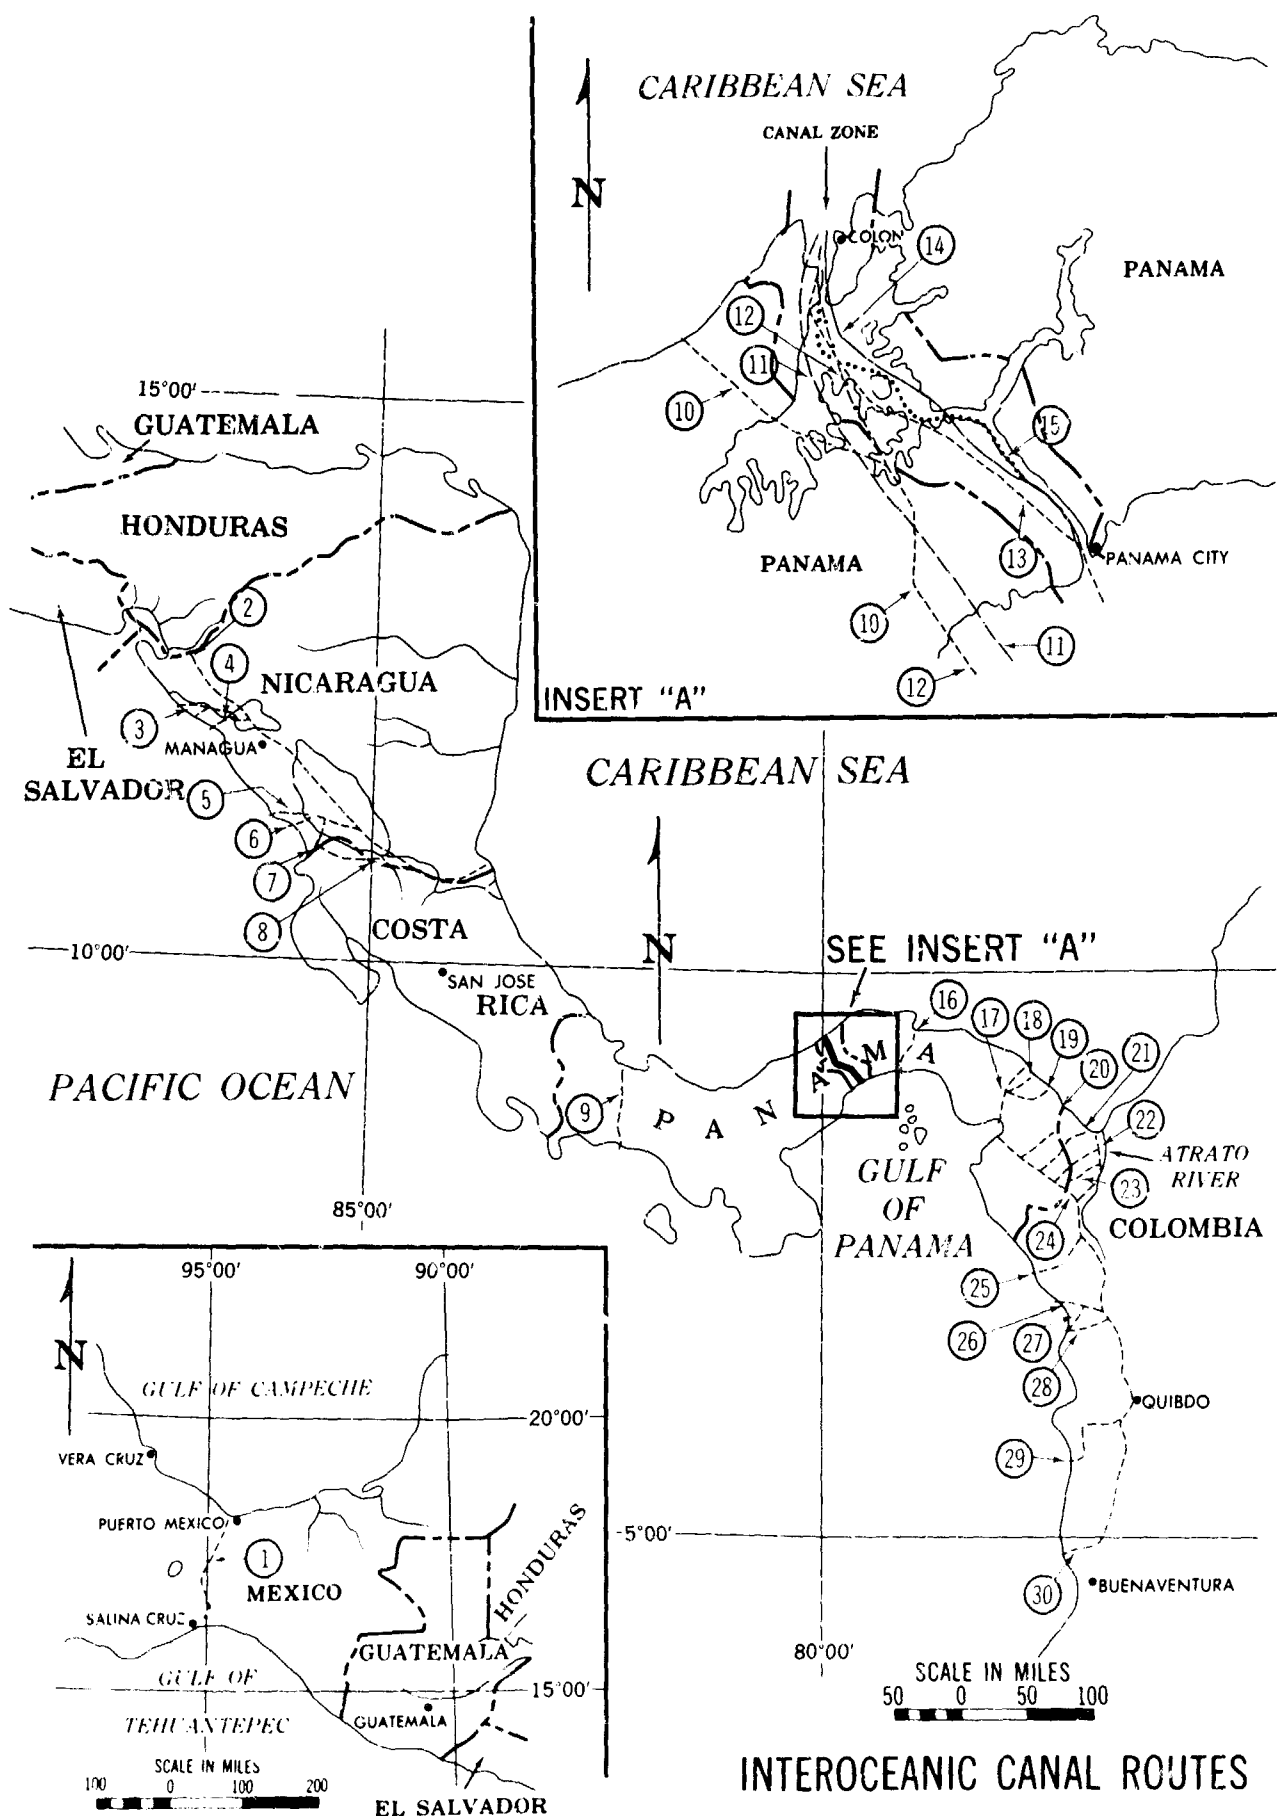 CARIBBEAN SEA
CANAL ZONE
N
COLON
14
PANAMA
12
11
10
15
13
PANAMA CITY
PANAMA
10
11
12
INSERT "A"
15°00'
GUATEMALA
HONDURAS
2
4
NICARAGUA
3
MANAGUA
EL
SALVADOR
5
6
7
8
CARIBBEAN SEA
N
COSTA
RICA
10°00'
SAN JOSE
SEE INSERT "A"
PACIFIC OCEAN
9
PANAMA
16
17
18
19
20
21
22
ATRATO
RIVER
23
COLOMBIA
24
GULF
OF
PANAMA
85°00'
25
26
27
28
QUIBDO
29
5°00'
30
BUENAVENTURA
80°00'
95°00'
90°00'
N
GULF OF CAMPECHE
20°00'
VERA CRUZ
PUERTO MEXICO
1
MEXICO
HONDURAS
SALINA CRUZ
GUATEMALA
GULF OF
TEHUANTEPEC
15°00'
GUATEMALA
SCALE IN MILES
100 0 100 200
EL SALVADOR
SCALE IN MILES
50 0 50 100
INTEROCEANIC CANAL ROUTES